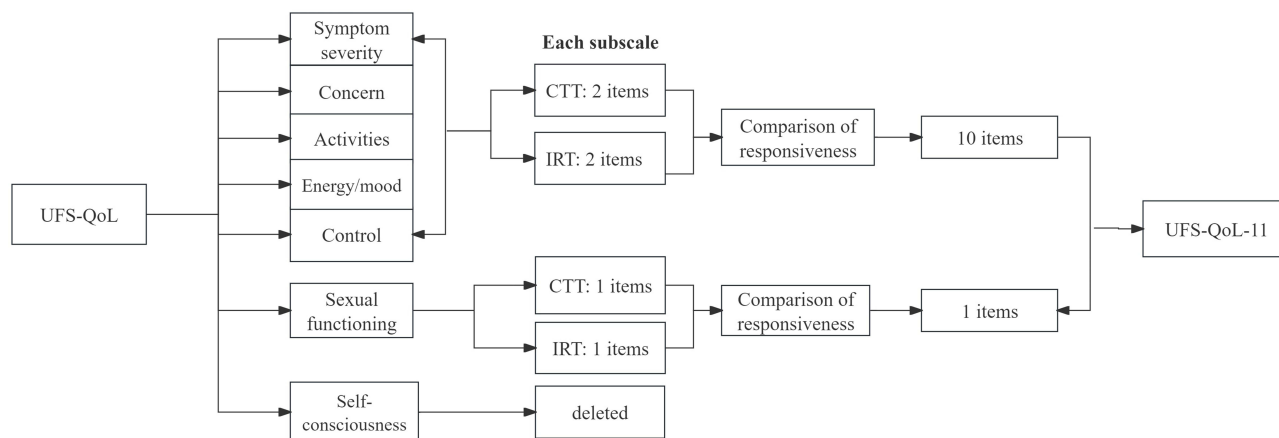 UFS-QoL
Symptom
severity
Concern
Activities
Energy/mood
Control
Sexual
functioning
Self-
consciousness
Each subscale
CTT: 2 items
IRT: 2 items
CTT: 1 items
IRT: 1 items
deleted
Comparison of
responsiveness
Comparison of
responsiveness
10 items
1 items
UFS-QoL-11